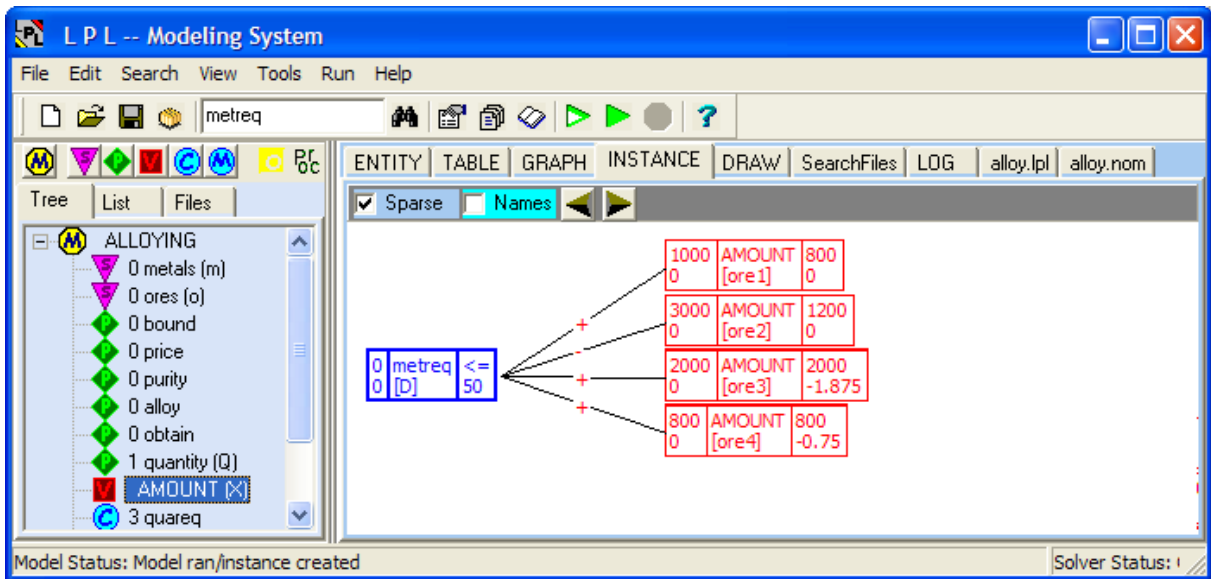 L P L -- Modeling System
File Edit Search View Tools Run Help
metreq
Proc
ENTITY TABLE GRAPH INSTANCE DRAW SearchFiles LOG alloy.lpl alloy.nom
Tree List Files
Sparse Names
ALLOYING
0 metals (m)
0 ores (o)
0 bound
0 price
0 purity
0 alloy
0 obtain
1 quantity (Q)
AMOUNT (X)
3 quareq
0 metreq <=
0 [D] 50
+
-
+
+
1000 AMOUNT 800
0 [ore1] 0
3000 AMOUNT 1200
0 [ore2] 0
2000 AMOUNT 2000
0 [ore3] -1.875
800 AMOUNT 800
0 [ore4] -0.75
Model Status: Model ran/instance created
Solver Status: